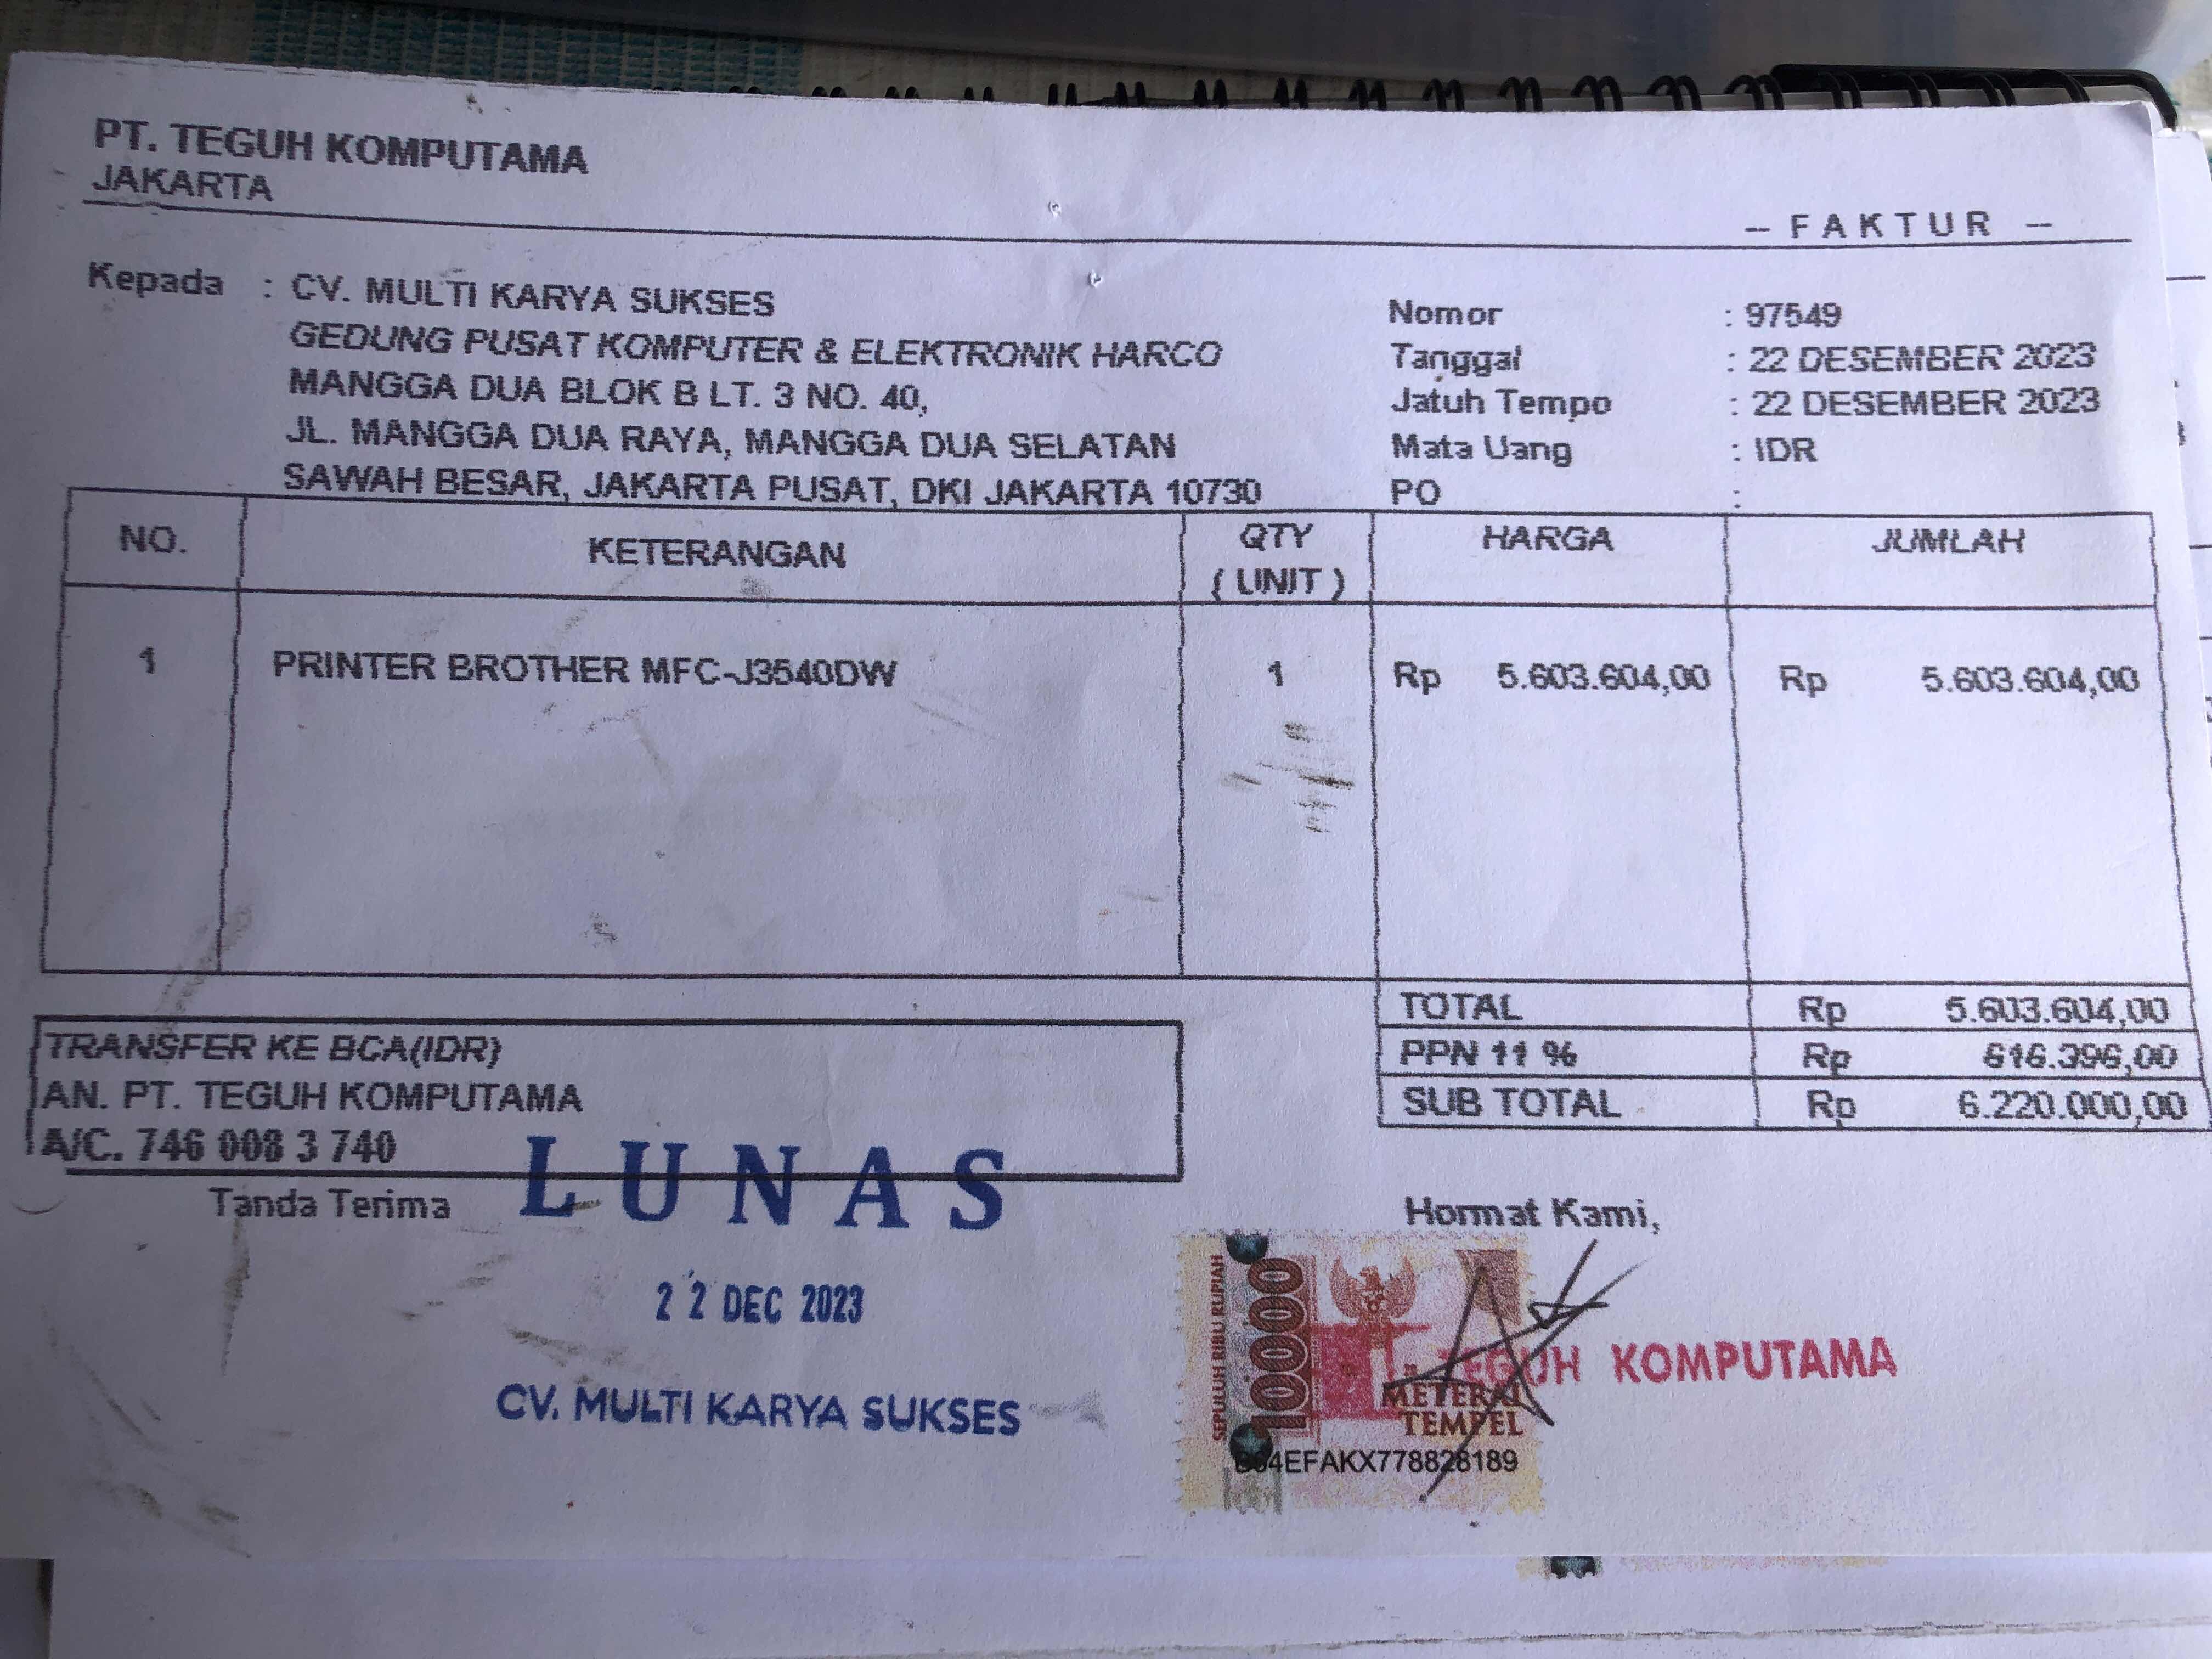 PT. TEGUH KOMPUTAMA
JAKARTA
-- FAKTUR --
Kepada : CV. MULTI KARYA SUKSES
GEDUNG PUSAT KOMPUTER & ELEKTRONIK HARCO
MANGGA DUA BLOK B LT. 3 NO. 40,
JL. MANGGA DUA RAYA, MANGGA DUA SELATAN
SAWAH BESAR, JAKARTA PUSAT, DKI JAKARTA 10730
Nomor : 97549
Tanggal : 22 DESEMBER 2023
Jatuh Tempo : 22 DESEMBER 2023
Mata Uang : IDR
PO :
NO. KETERANGAN QTY ( UNIT ) HARGA JUMLAH
1 PRINTER BROTHER MFC-J3540DW 1 Rp 5.603.604,00 Rp 5.603.604,00
TOTAL Rp 5.603.604,00
PPN 11 % Rp 616.396,00
SUB TOTAL Rp 6.220.000,00
TRANSFER KE BCA(IDR)
AN. PT. TEGUH KOMPUTAMA
A/C. 746 008 3 740
Tanda Terima
LUNAS
22 DEC 2023
CV. MULTI KARYA SUKSES
Hormat Kami,
SEPULUH RIBU RUPIAH
10000
TEGUH KOMPUTAMA
METERAI
TEMPEL
4EFAKX778828189